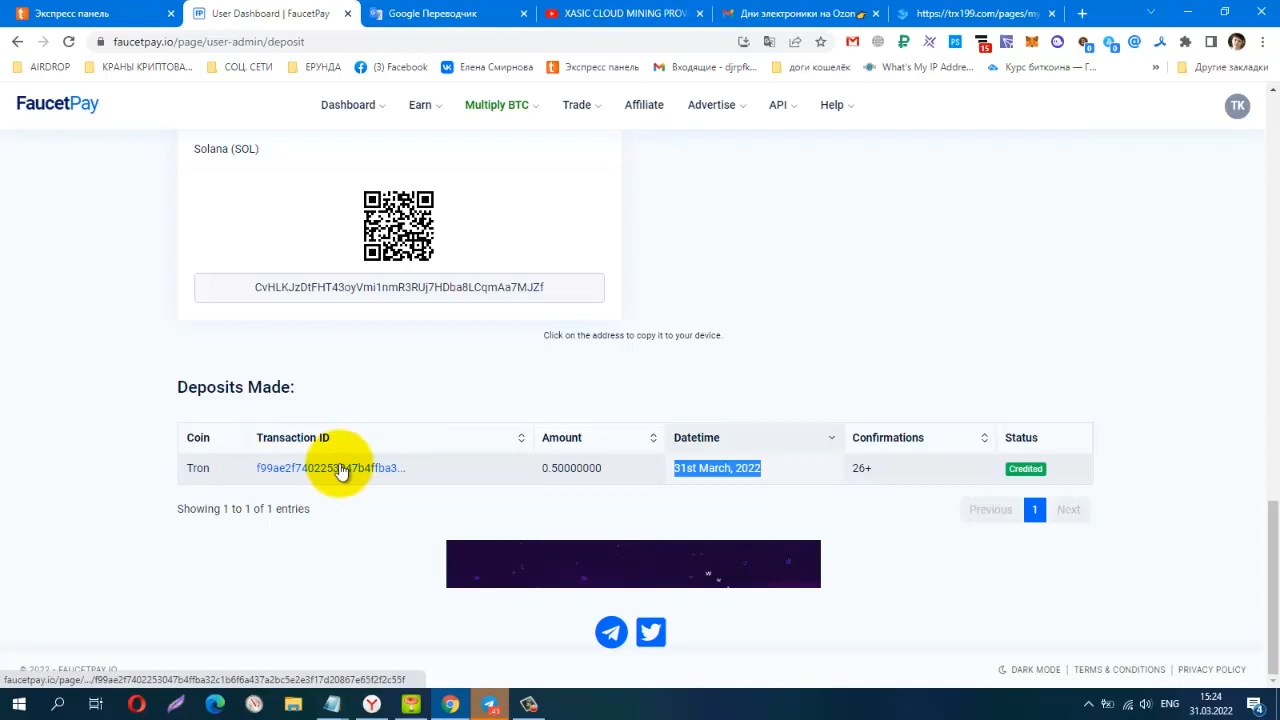 Экспресс панель
User Dashboard | FaucetPay
Google Переводчик
XASIC CLOUD MINING PROV
Дни электроники на Ozon
https://trx199.com/pages/my
faucetpay.io/page/user-admin/deposit
AIRDROP
КРАНЫ КРИПТОВА...
СОЦ. СЕТИ
ЕРУНДА
(3) Facebook
Елена Смирнова
Экспресс панель
Входящие - djrpfk...
доги кошелёк
What's My IP Addre...
Курс биткоина — Г...
»
Другие закладки
FaucetPay
Dashboard
Earn
Multiply BTC
Trade
Affiliate
Advertise
API
Help
TK
Solana (SOL)
CvHLKJzDtFHT43oyVmi1nmR3RUj7HDba8LCqmAa7MJZf
Click on the address to copy it to your device.
Deposits Made:
Coin
Transaction ID
Amount
Datetime
Confirmations
Status
Tron
f99ae2f7402253047b4ffba3...
0.50000000
31st March, 2022
26+
Credited
Showing 1 to 1 of 1 entries
Previous
1
Next
© 2022 - FAUCETPAY.IO
DARK MODE
TERMS & CONDITIONS
PRIVACY POLICY
ENG
15:24
31.03.2022